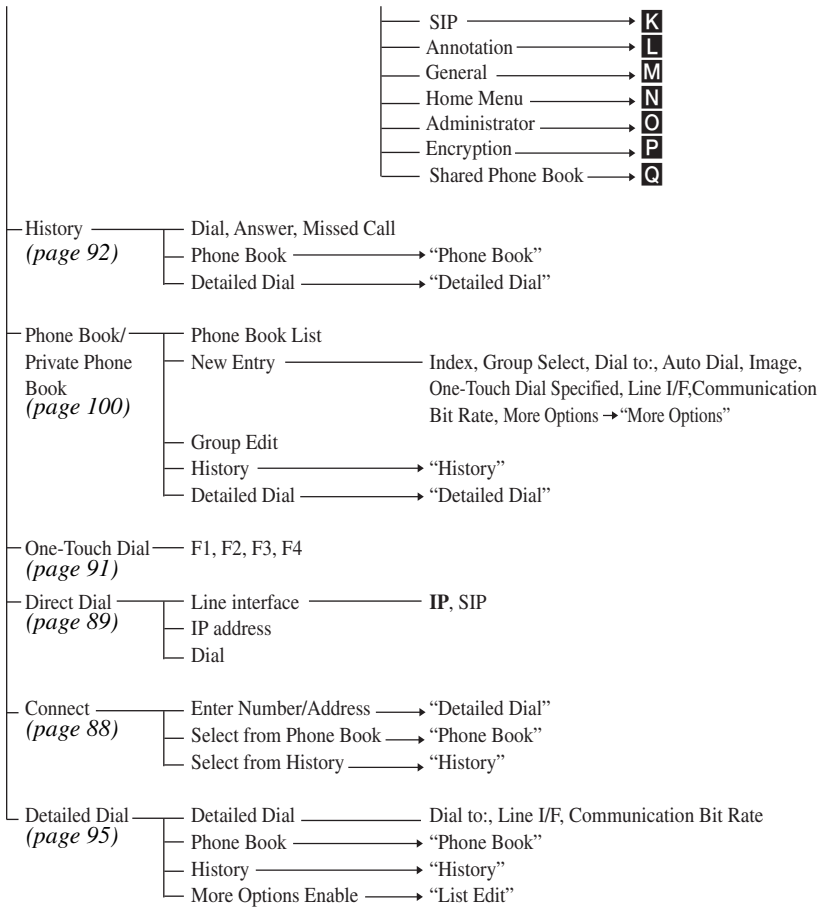 SIP K
Annotation L
General M
Home Menu N
Administrator O
Encryption P
Shared Phone Book Q
History Dial, Answer, Missed Call
(page 92) Phone Book “Phone Book”
Detailed Dial “Detailed Dial”
Phone Book/ Phone Book List
Private Phone New Entry Index, Group Select, Dial to:, Auto Dial, Image,
Book One-Touch Dial Specified, Line I/F,Communication
(page 100) Bit Rate, More Options → “More Options”
Group Edit
History “History”
Detailed Dial “Detailed Dial”
One-Touch Dial F1, F2, F3, F4
(page 91)
Direct Dial Line interface IP, SIP
(page 89) IP address
Dial
Connect Enter Number/Address “Detailed Dial”
(page 88) Select from Phone Book “Phone Book”
Select from History “History”
Detailed Dial Detailed Dial Dial to:, Line I/F, Communication Bit Rate
(page 95) Phone Book “Phone Book”
History “History”
More Options Enable “List Edit”